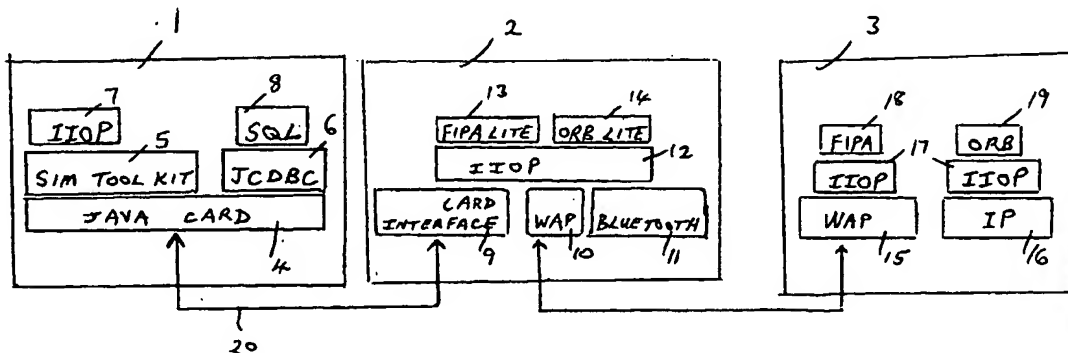 1
2
3
7
8
13
14
18
19
IIOP
SQL
6
FIPA LITE
ORB LITE
FIPA
17
ORB
5
12
IIOP
SIM TOOL KIT
JCDBC
IIOP
IIOP
JAVA CARD
CARD INTERFACE
WAP
BLUETOOTH
WAP
IP
4
9
10
11
15
16
20